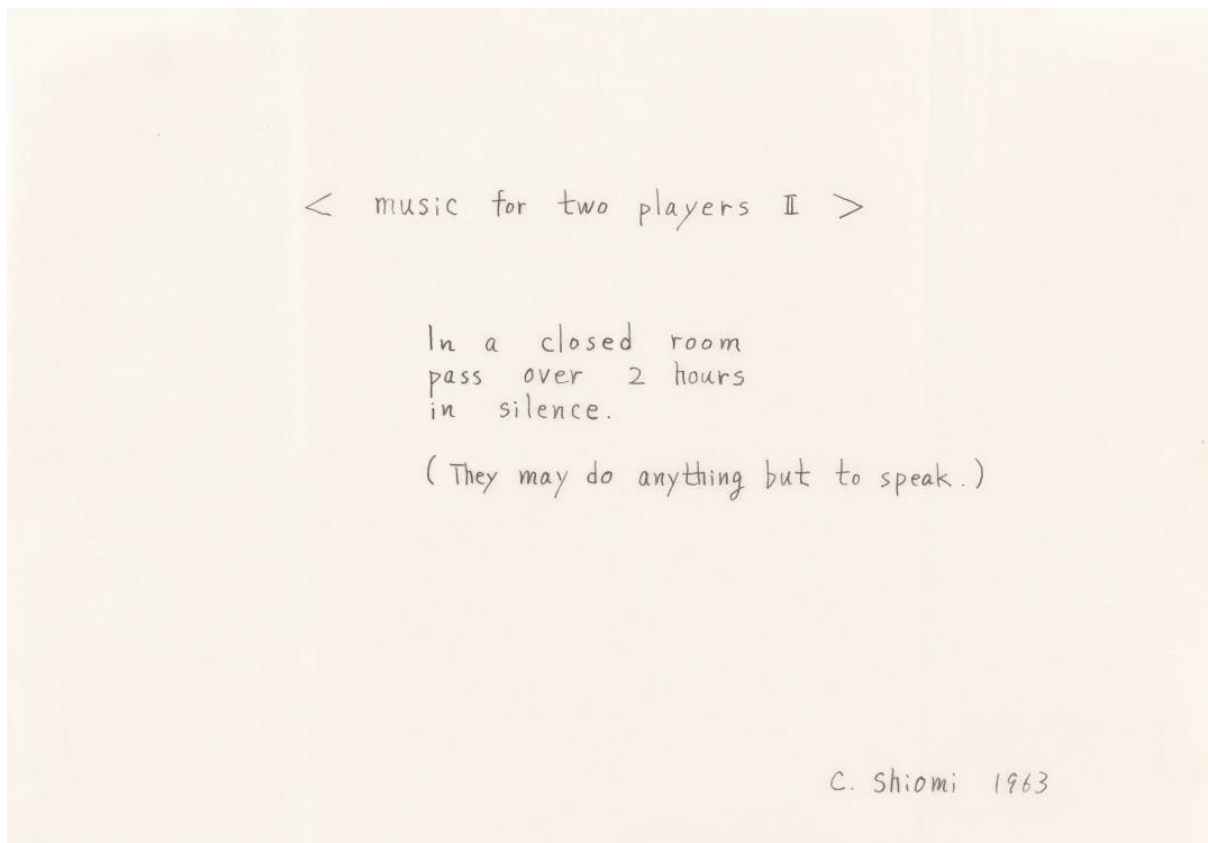 < music for two players II >
In a closed room
pass over 2 hours
in silence.
(They may do anything but to speak.)
C. Shiomi 1963